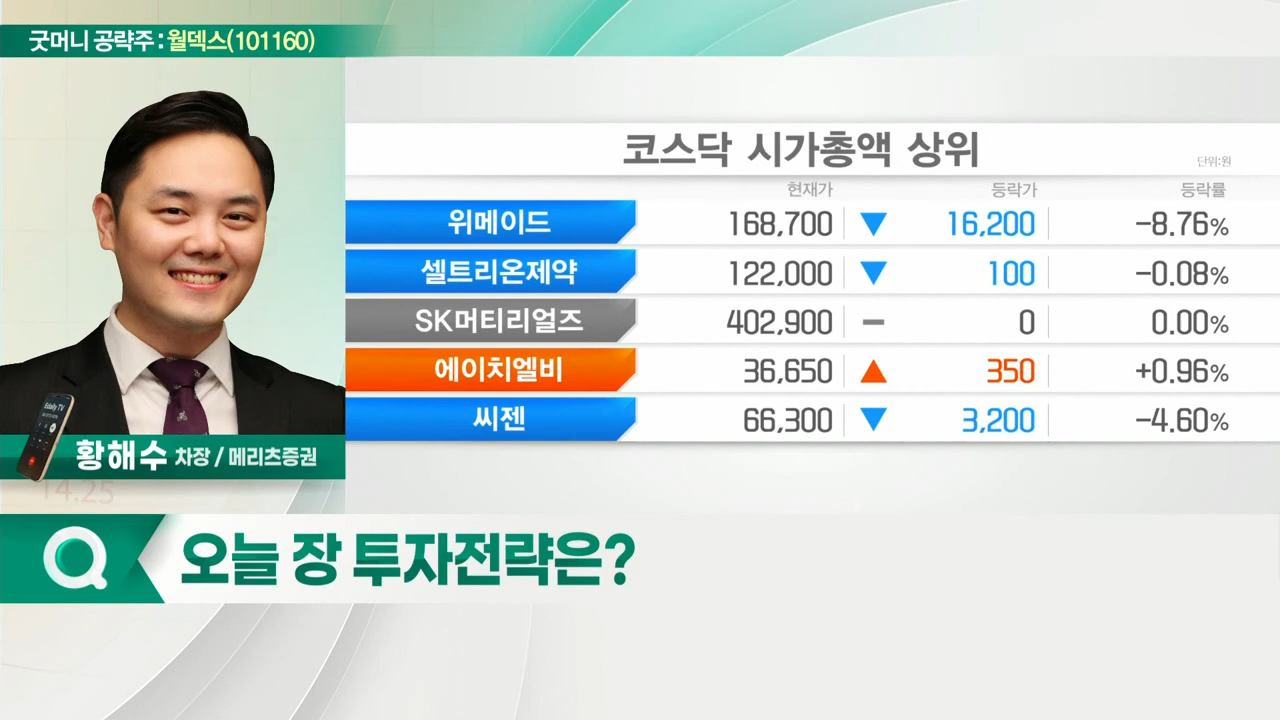 굿머니 공략주 : 월덱스(101160)
코스닥 시가총액 상위
단위:원
현재가 등락가 등락률
위메이드 168,700 ▼ 16,200 -8.76%
셀트리온제약 122,000 ▼ 100 -0.08%
SK머티리얼즈 402,900 － 0 0.00%
에이치엘비 36,650 ▲ 350 +0.96%
씨젠 66,300 ▼ 3,200 -4.60%
Edaily TV
황해수 차장 / 메리츠증권
14.25
Q 오늘 장 투자전략은?